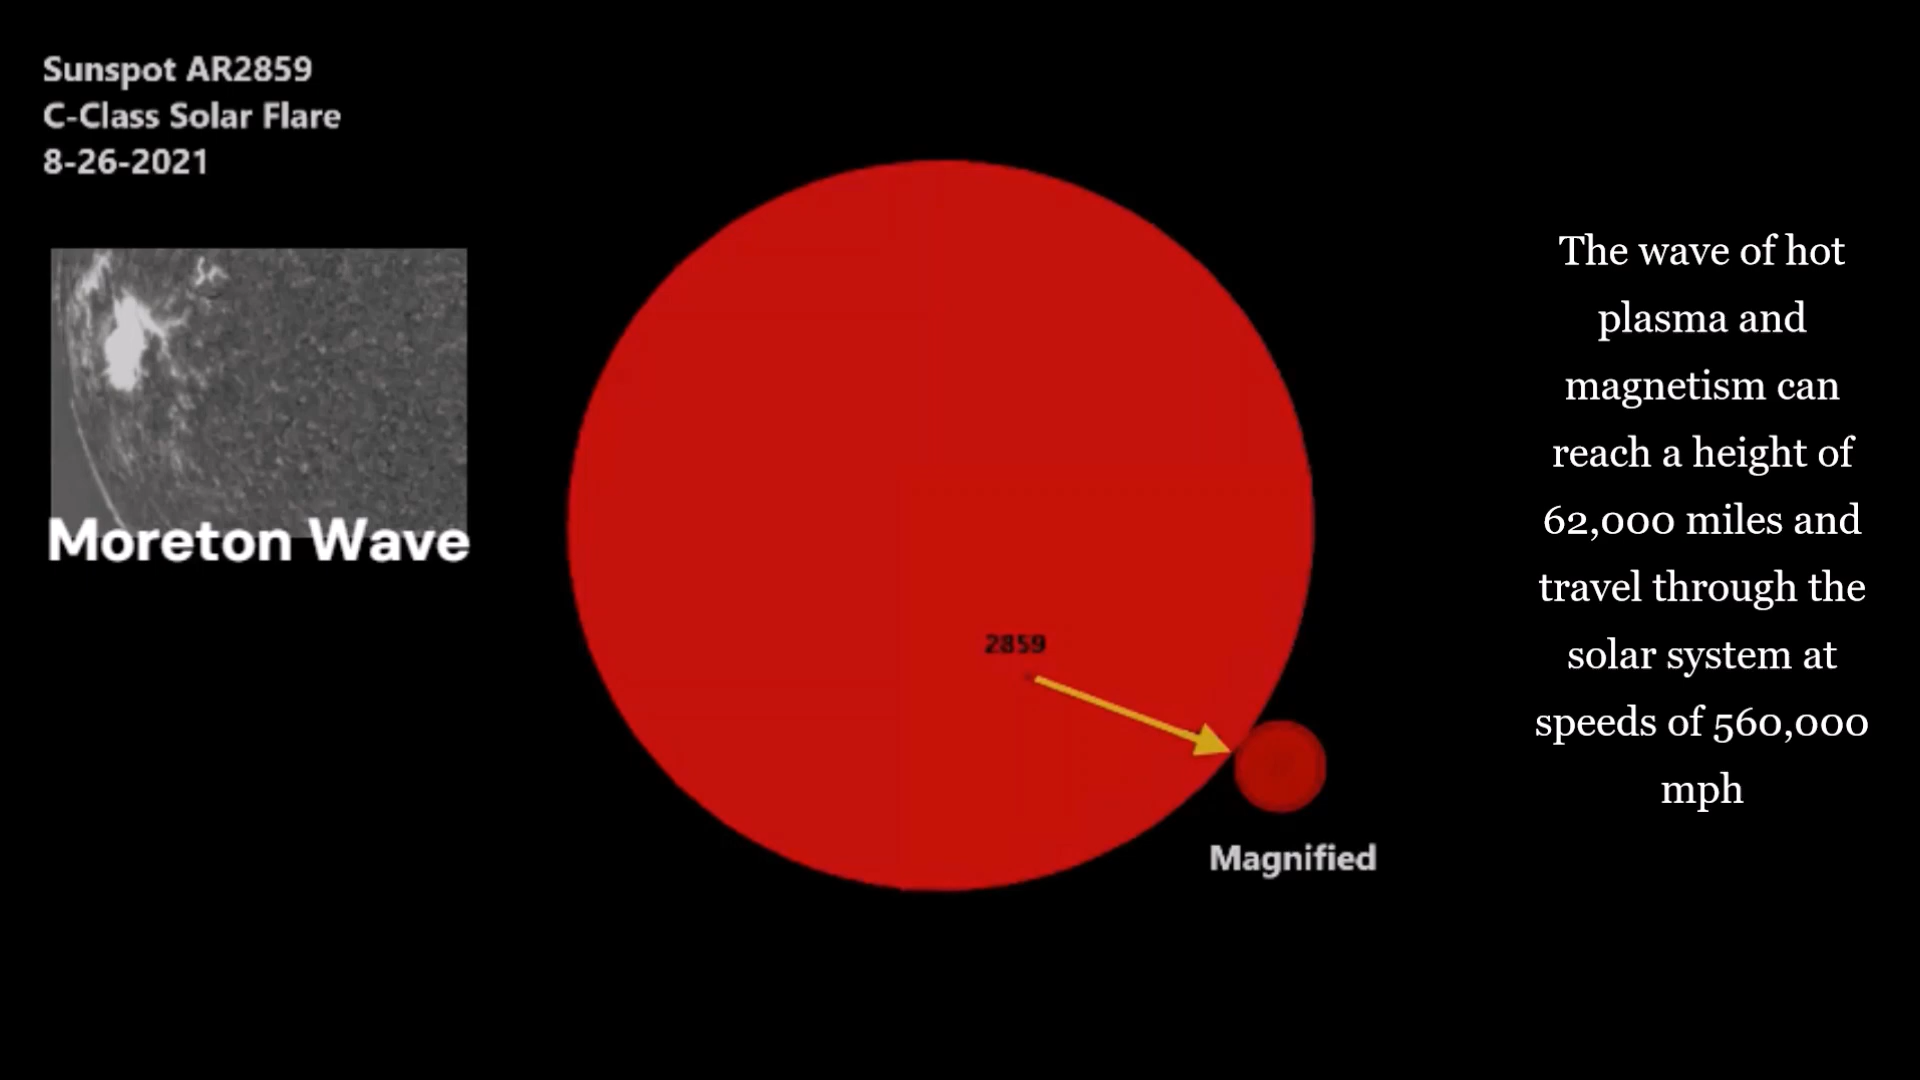 Sunspot AR2859
C-Class Solar Flare
8-26-2021
Moreton Wave
2859
Magnified
The wave of hot
plasma and
magnetism can
reach a height of
62,000 miles and
travel through the
solar system at
speeds of 560,000
mph